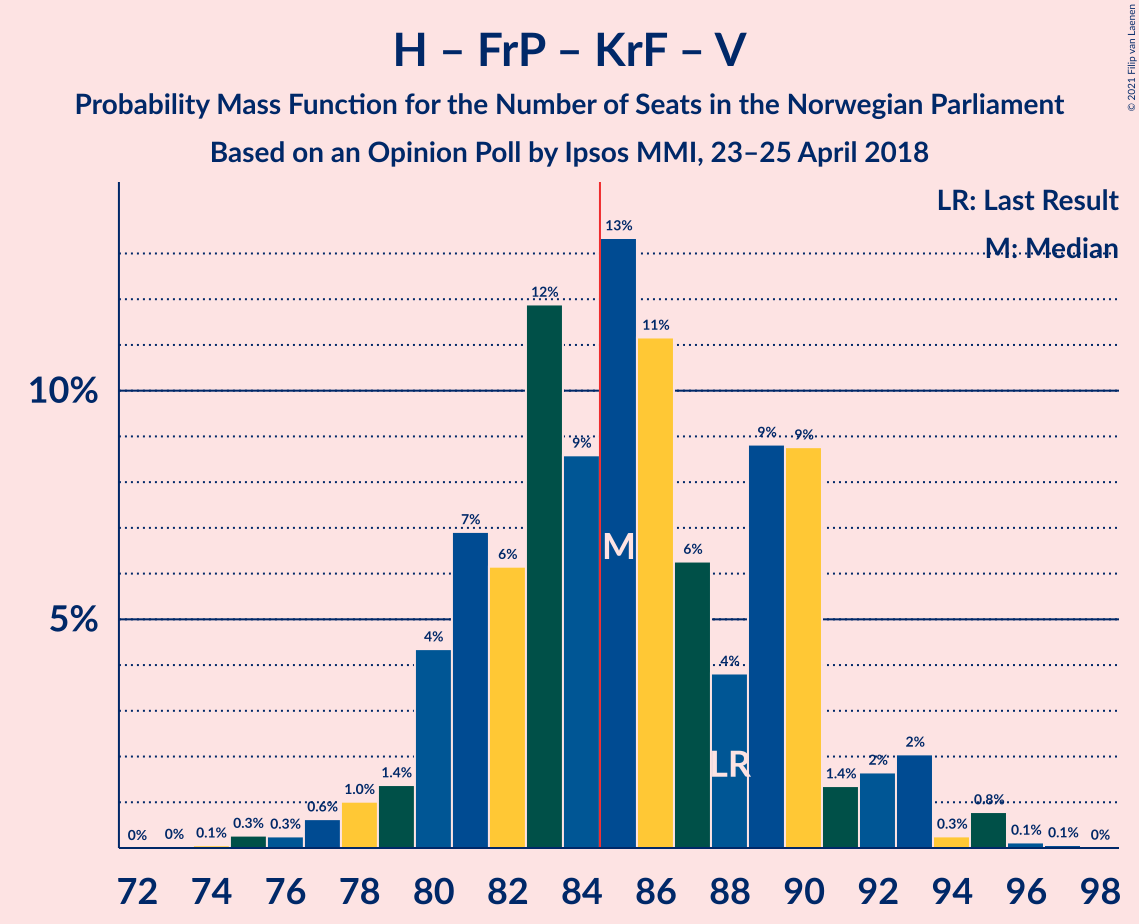 H – FrP – KrF – V
Probability Mass Function for the Number of Seats in the Norwegian Parliament
Based on an Opinion Poll by Ipsos MMI, 23–25 April 2018
© 2021 Filip van Laenen
LR: Last Result
M: Median
10%
5%
0% 0% 0.1% 0.3% 0.3% 0.6% 1.0% 1.4% 4% 7% 6% 12% 9% 13% 11% 6% 4% 9% 9% 1.4% 2% 2% 0.3% 0.8% 0.1% 0.1% 0%
M
LR
72 74 76 78 80 82 84 86 88 90 92 94 96 98